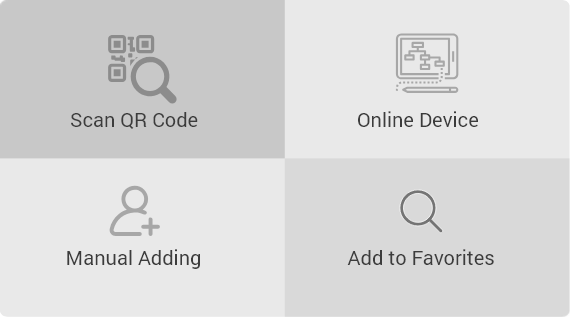 Scan QR Code
Online Device
Manual Adding
Add to Favorites